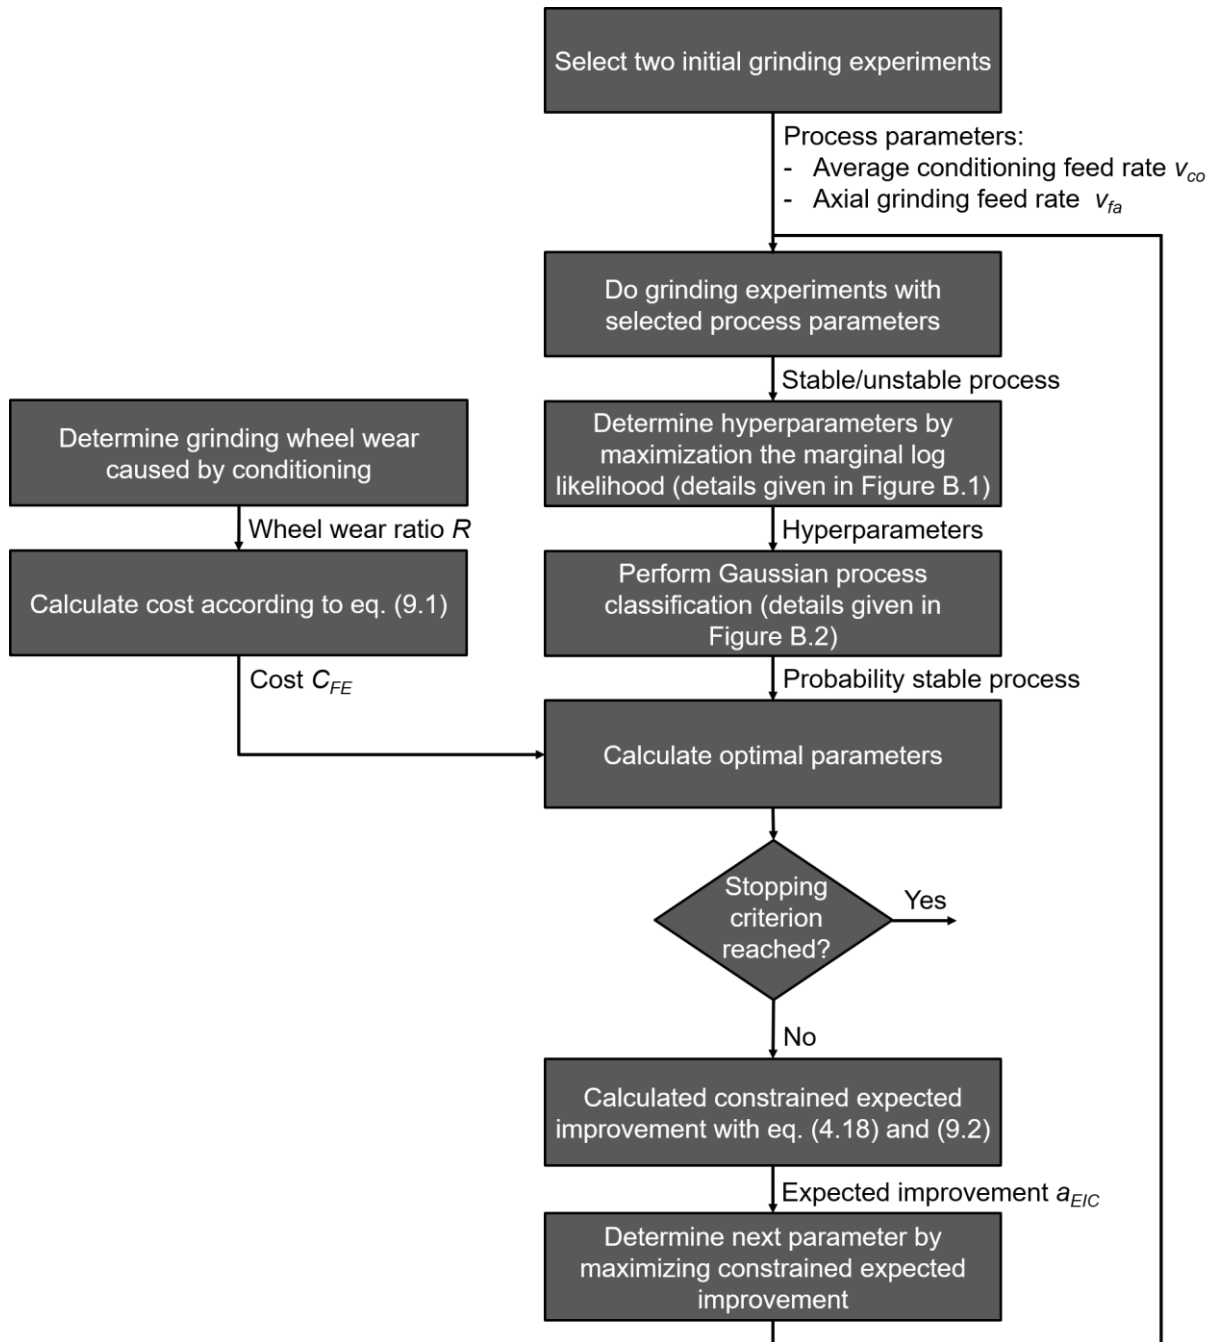 Select two initial grinding experiments
Process parameters:
- Average conditioning feed rate v_co
- Axial grinding feed rate v_fa
Do grinding experiments with
selected process parameters
Stable/unstable process
Determine grinding wheel wear
caused by conditioning
Determine hyperparameters by
maximization the marginal log
likelihood (details given in Figure B.1)
Wheel wear ratio R
Hyperparameters
Calculate cost according to eq. (9.1)
Perform Gaussian process
classification (details given in
Figure B.2)
Cost C_FE
Probability stable process
Calculate optimal parameters
Stopping
criterion
reached?
Yes
No
Calculated constrained expected
improvement with eq. (4.18) and (9.2)
Expected improvement a_EIC
Determine next parameter by
maximizing constrained expected
improvement